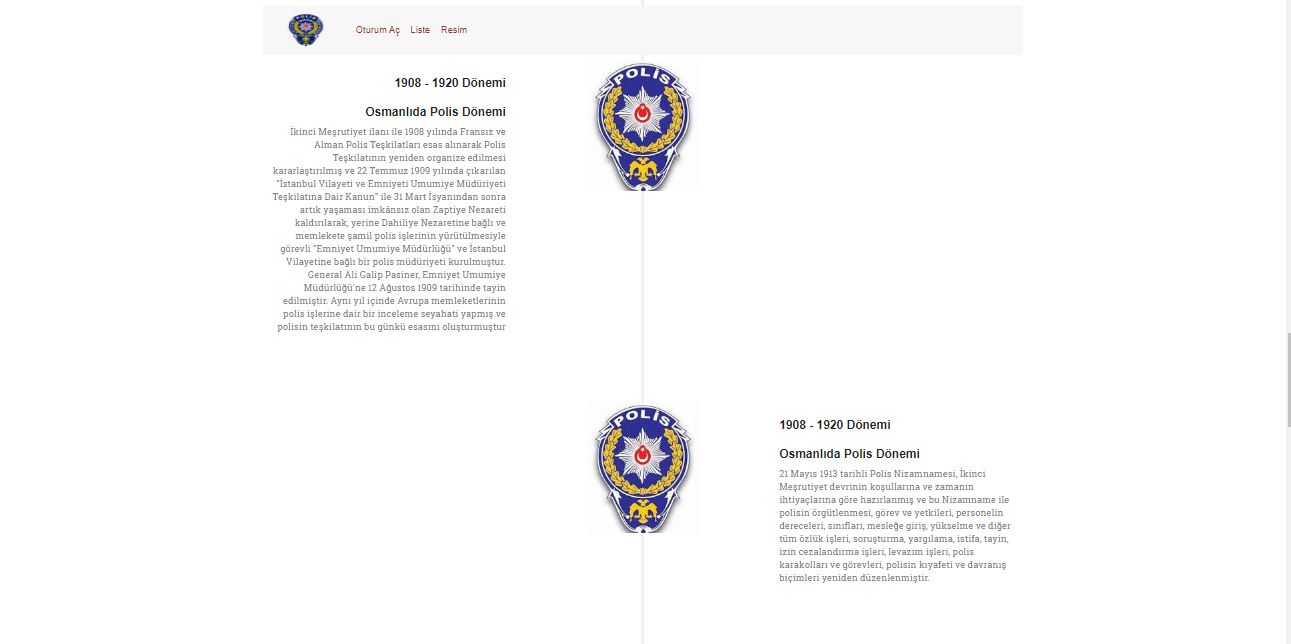 POLİS
Oturum Aç Liste Resim
1908 - 1920 Dönemi
Osmanlıda Polis Dönemi
İkinci Meşrutiyet ilanı ile 1908 yılında Fransız ve
Alman Polis Teşkilatları esas alınarak Polis
Teşkilatının yeniden organize edilmesi
kararlaştırılmış ve 22 Temmuz 1909 yılında çıkarılan
"İstanbul Vilayeti ve Emniyeti Umumiye Müdüriyeti
Teşkilatına Dair Kanun" ile 31 Mart İsyanından sonra
artık yaşaması imkânsız olan Zaptiye Nezareti
kaldırılarak, yerine Dahiliye Nezaretine bağlı ve
memlekete şamil polis işlerinin yürütülmesiyle
görevli "Emniyet Umumiye Müdürlüğü" ve İstanbul
Vilayetine bağlı bir polis müdüriyeti kurulmuştur.
General Ali Galip Pasiner, Emniyet Umumiye
Müdürlüğü'ne 12 Ağustos 1909 tarihinde tayin
edilmiştir. Aynı yıl içinde Avrupa memleketlerinin
polis işlerine dair bir inceleme seyahati yapmış ve
polisin teşkilatının bu günkü esasını oluşturmuştur
POLİS
POLİS
1908 - 1920 Dönemi
Osmanlıda Polis Dönemi
21 Mayıs 1913 tarihli Polis Nizamnamesi, İkinci
Meşrutiyet devrinin koşullarına ve zamanın
ihtiyaçlarına göre hazırlanmış ve bu Nizamname ile
polisin örgütlenmesi, görev ve yetkileri, personelin
dereceleri, sınıfları, mesleğe giriş, yükselme ve diğer
tüm özlük işleri, soruşturma, yargılama, istifa, tayin,
izin cezalandırma işleri, levazım işleri, polis
karakolları ve görevleri, polisin kıyafeti ve davranış
biçimleri yeniden düzenlenmiştir.